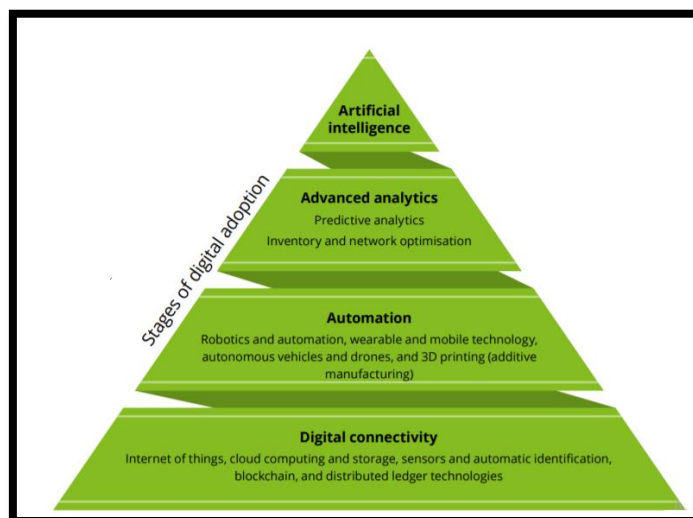 Artificial
intelligence
Stages of digital adoption
Advanced analytics
Predictive analytics
Inventory and network optimisation
Automation
Robotics and automation, wearable and mobile technology,
autonomous vehicles and drones, and 3D printing (additive
manufacturing)
Digital connectivity
Internet of things, cloud computing and storage, sensors and automatic identification,
blockchain, and distributed ledger technologies